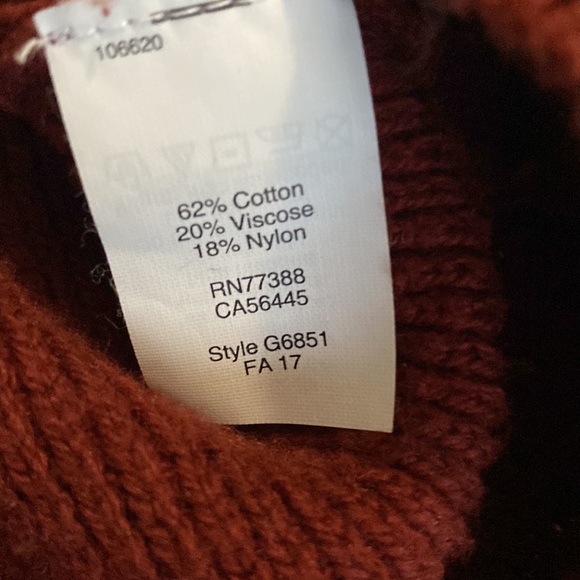 106620
62% Cotton
20% Viscose
18% Nylon
RN77388
CA56445
Style G6851
FA 17